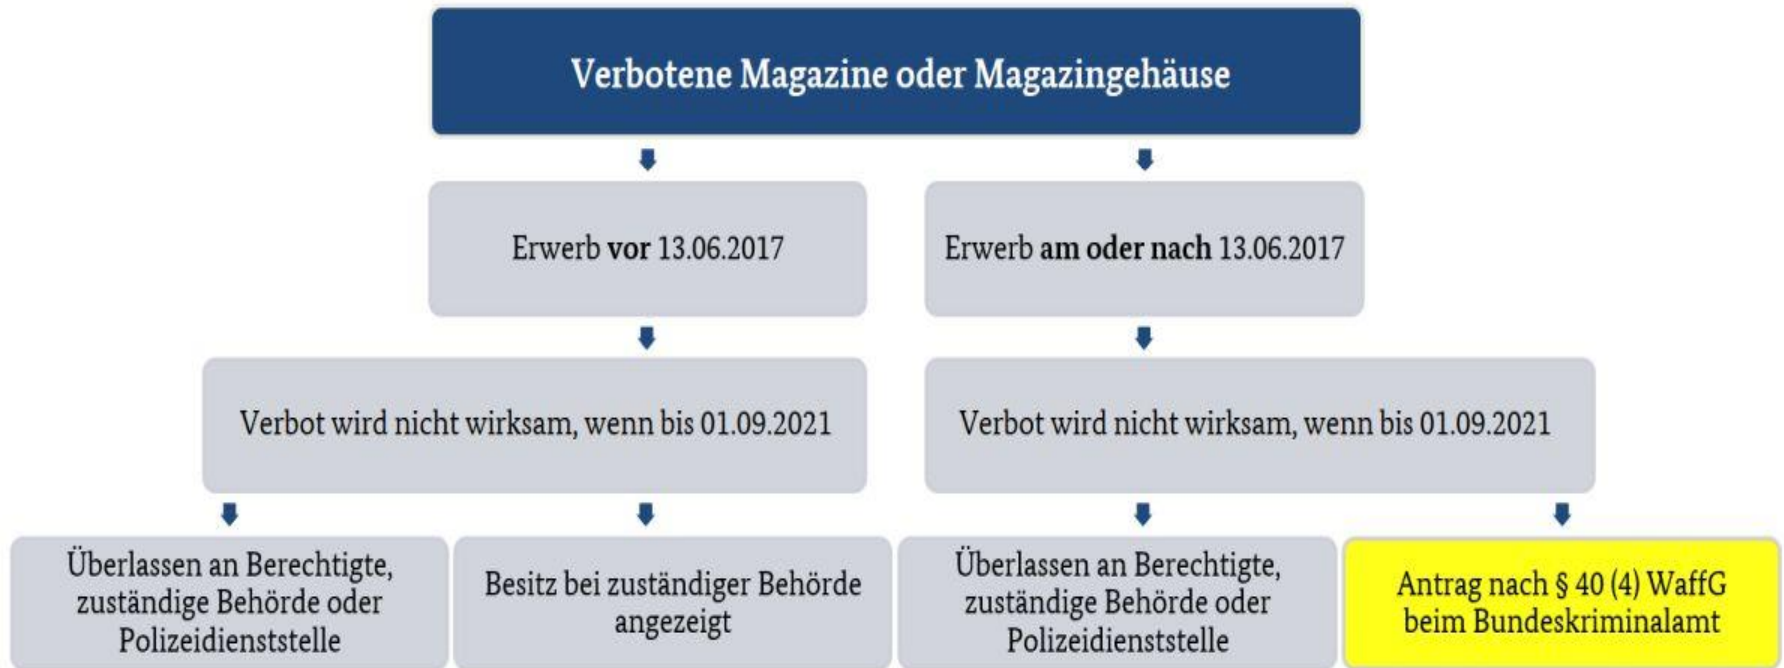 Verbotene Magazine oder Magazingehäuse
Erwerb vor 13.06.2017
Erwerb am oder nach 13.06.2017
Verbot wird nicht wirksam, wenn bis 01.09.2021
Verbot wird nicht wirksam, wenn bis 01.09.2021
Überlassen an Berechtigte,
zuständige Behörde oder
Polizeidienststelle
Besitz bei zuständiger Behörde
angezeigt
Überlassen an Berechtigte,
zuständige Behörde oder
Polizeidienststelle
Antrag nach § 40 (4) WaffG
beim Bundeskriminalamt